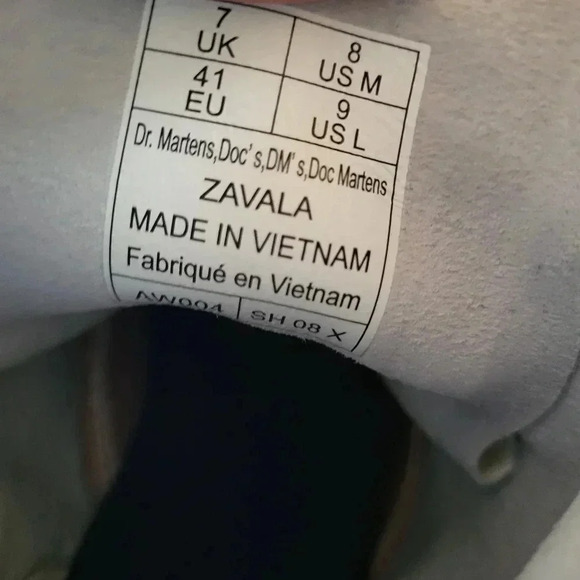 7 8
UK US M
41 9
EU US L
Dr. Martens,Doc's,DM's,Doc Martens
ZAVALA
MADE IN VIETNAM
Fabriqué en Vietnam
AW004 SH 08 X